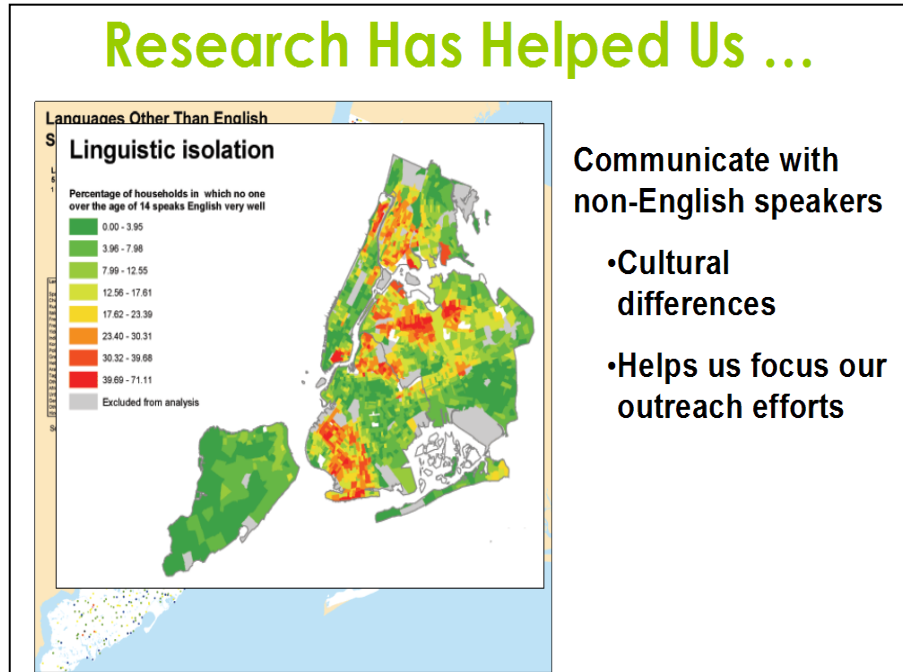 Research Has Helped Us ...
Languages Other Than English
S
Linguistic isolation
Percentage of households in which no one
over the age of 14 speaks English very well
0.00 - 3.95
3.96 - 7.98
7.99 - 12.55
12.56 - 17.61
17.62 - 23.39
23.40 - 30.31
30.32 - 39.68
39.69 - 71.11
Excluded from analysis
Communicate with
non-English speakers
•Cultural
differences
•Helps us focus our
outreach efforts